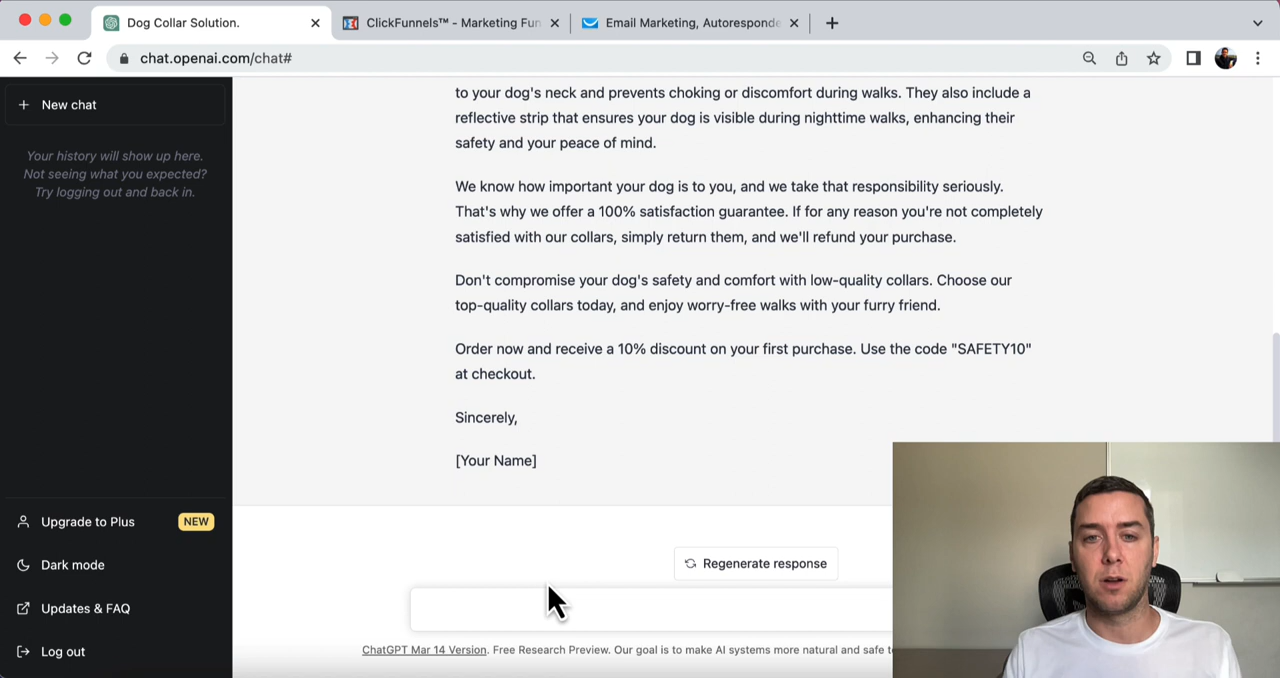 Dog Collar Solution.
ClickFunnels™ - Marketing Fun
Email Marketing, Autoresponde
chat.openai.com/chat#
New chat
Your history will show up here.
Not seeing what you expected?
Try logging out and back in.
Upgrade to Plus
NEW
Dark mode
Updates & FAQ
Log out
to your dog's neck and prevents choking or discomfort during walks. They also include a
reflective strip that ensures your dog is visible during nighttime walks, enhancing their
safety and your peace of mind.
We know how important your dog is to you, and we take that responsibility seriously.
That's why we offer a 100% satisfaction guarantee. If for any reason you're not completely
satisfied with our collars, simply return them, and we'll refund your purchase.
Don't compromise your dog's safety and comfort with low-quality collars. Choose our
top-quality collars today, and enjoy worry-free walks with your furry friend.
Order now and receive a 10% discount on your first purchase. Use the code "SAFETY10"
at checkout.
Sincerely,
[Your Name]
Regenerate response
ChatGPT Mar 14 Version. Free Research Preview. Our goal is to make AI systems more natural and safe